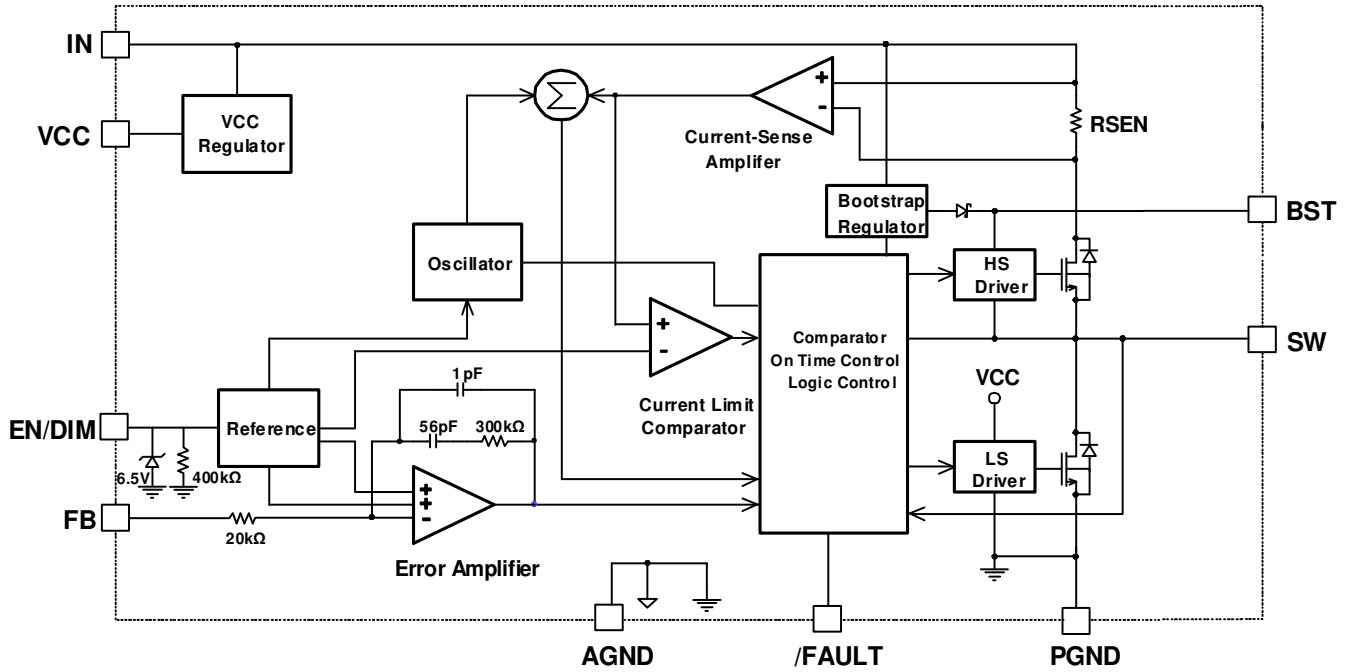 IN
VCC
VCC
Regulator
Σ
+
-
Current-Sense
Amplifer
RSEN
Bootstrap
Regulator
BST
Oscillator
HS
Driver
+
-
Comparator
On Time Control
Logic Control
SW
1pF
VCC
Current Limit
Comparator
EN/DIM
Reference
56pF
300kΩ
6.5V
400kΩ
LS
Driver
+
+
-
FB
20kΩ
Error Amplifier
AGND
/FAULT
PGND